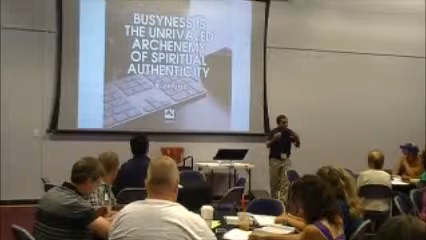 BUSYNESS IS
THE UNRIVALED
ARCHENEMY
OF SPIRITUAL
AUTHENTICITY